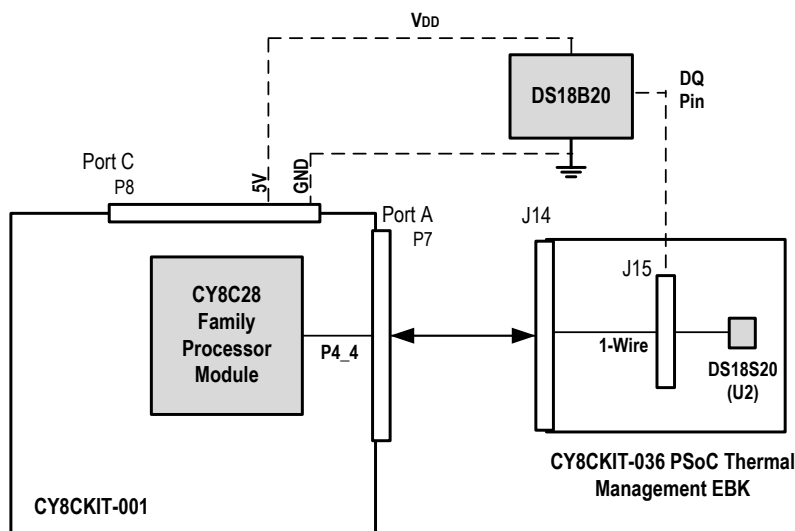 VDD
DS18B20
DQ
Pin
Port C
P8
5V
GND
Port A
P7
J14
J15
CY8C28
Family
Processor
Module
P4_4
1-Wire
DS18S20
(U2)
CY8CKIT-001
CY8CKIT-036 PSoC Thermal
Management EBK